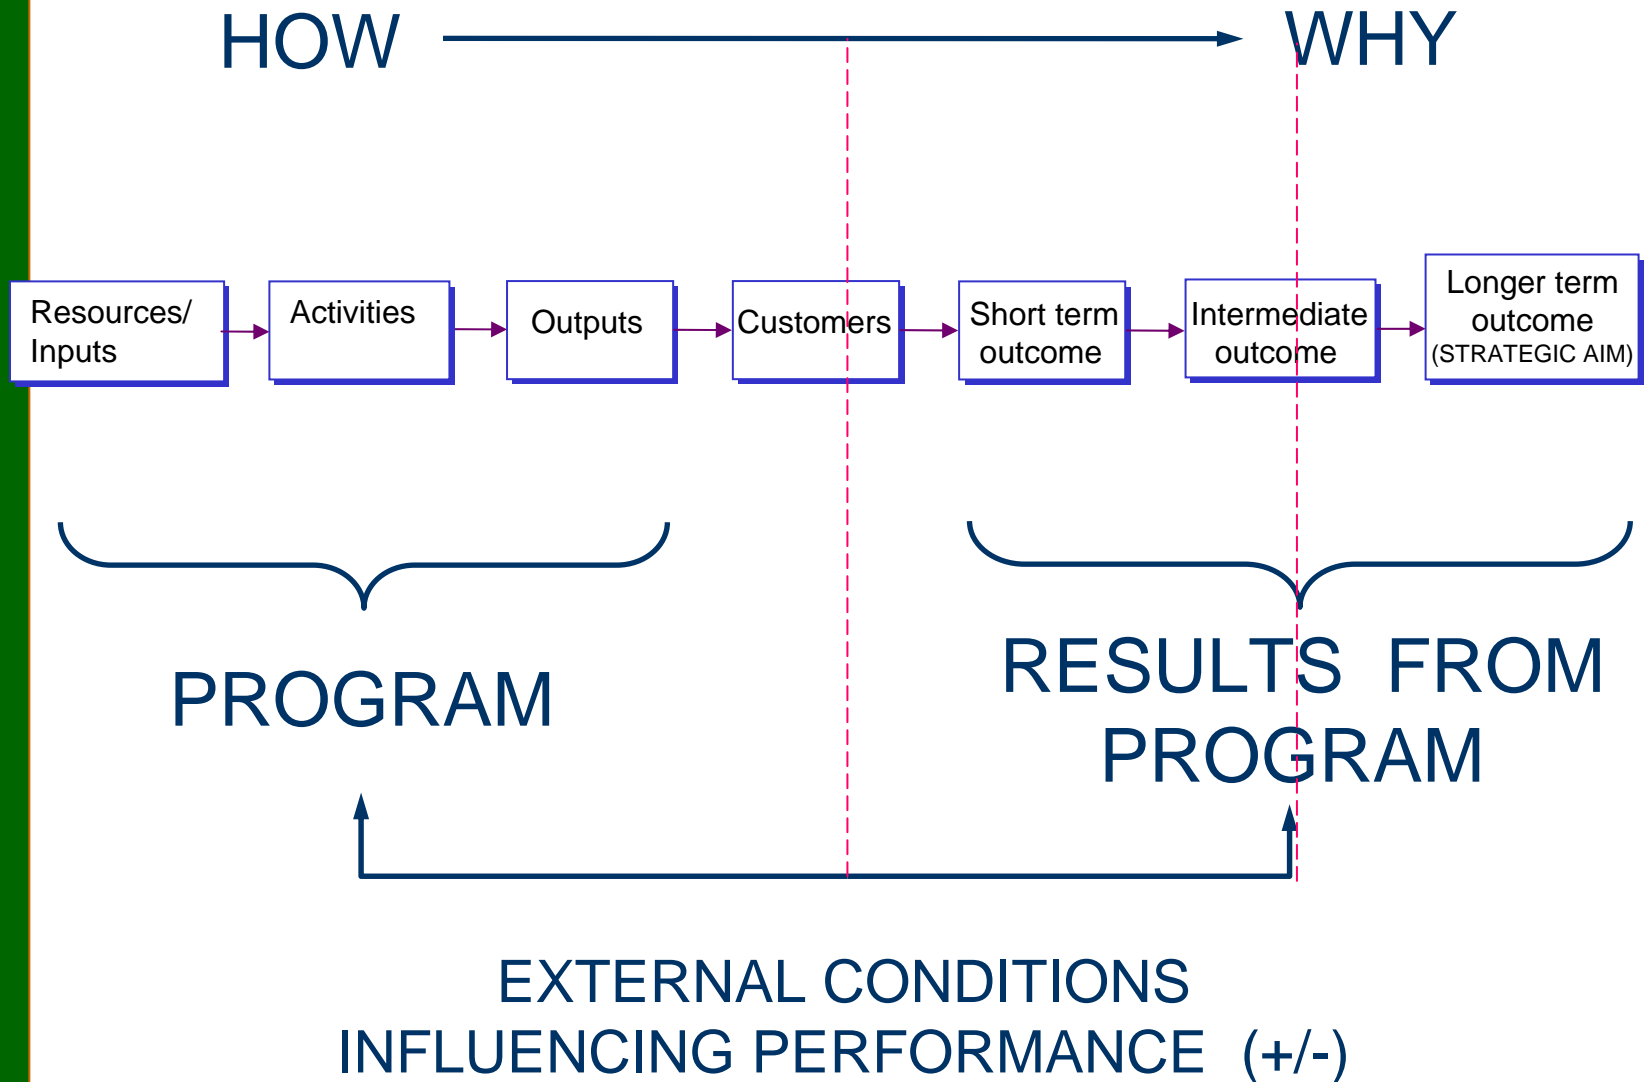 HOW
WHY
Resources/
Inputs
Activities
Outputs
Customers
Short term
outcome
Intermediate
outcome
Longer term
outcome
(STRATEGIC AIM)
PROGRAM
RESULTS FROM
PROGRAM
EXTERNAL CONDITIONS
INFLUENCING PERFORMANCE (+/-)